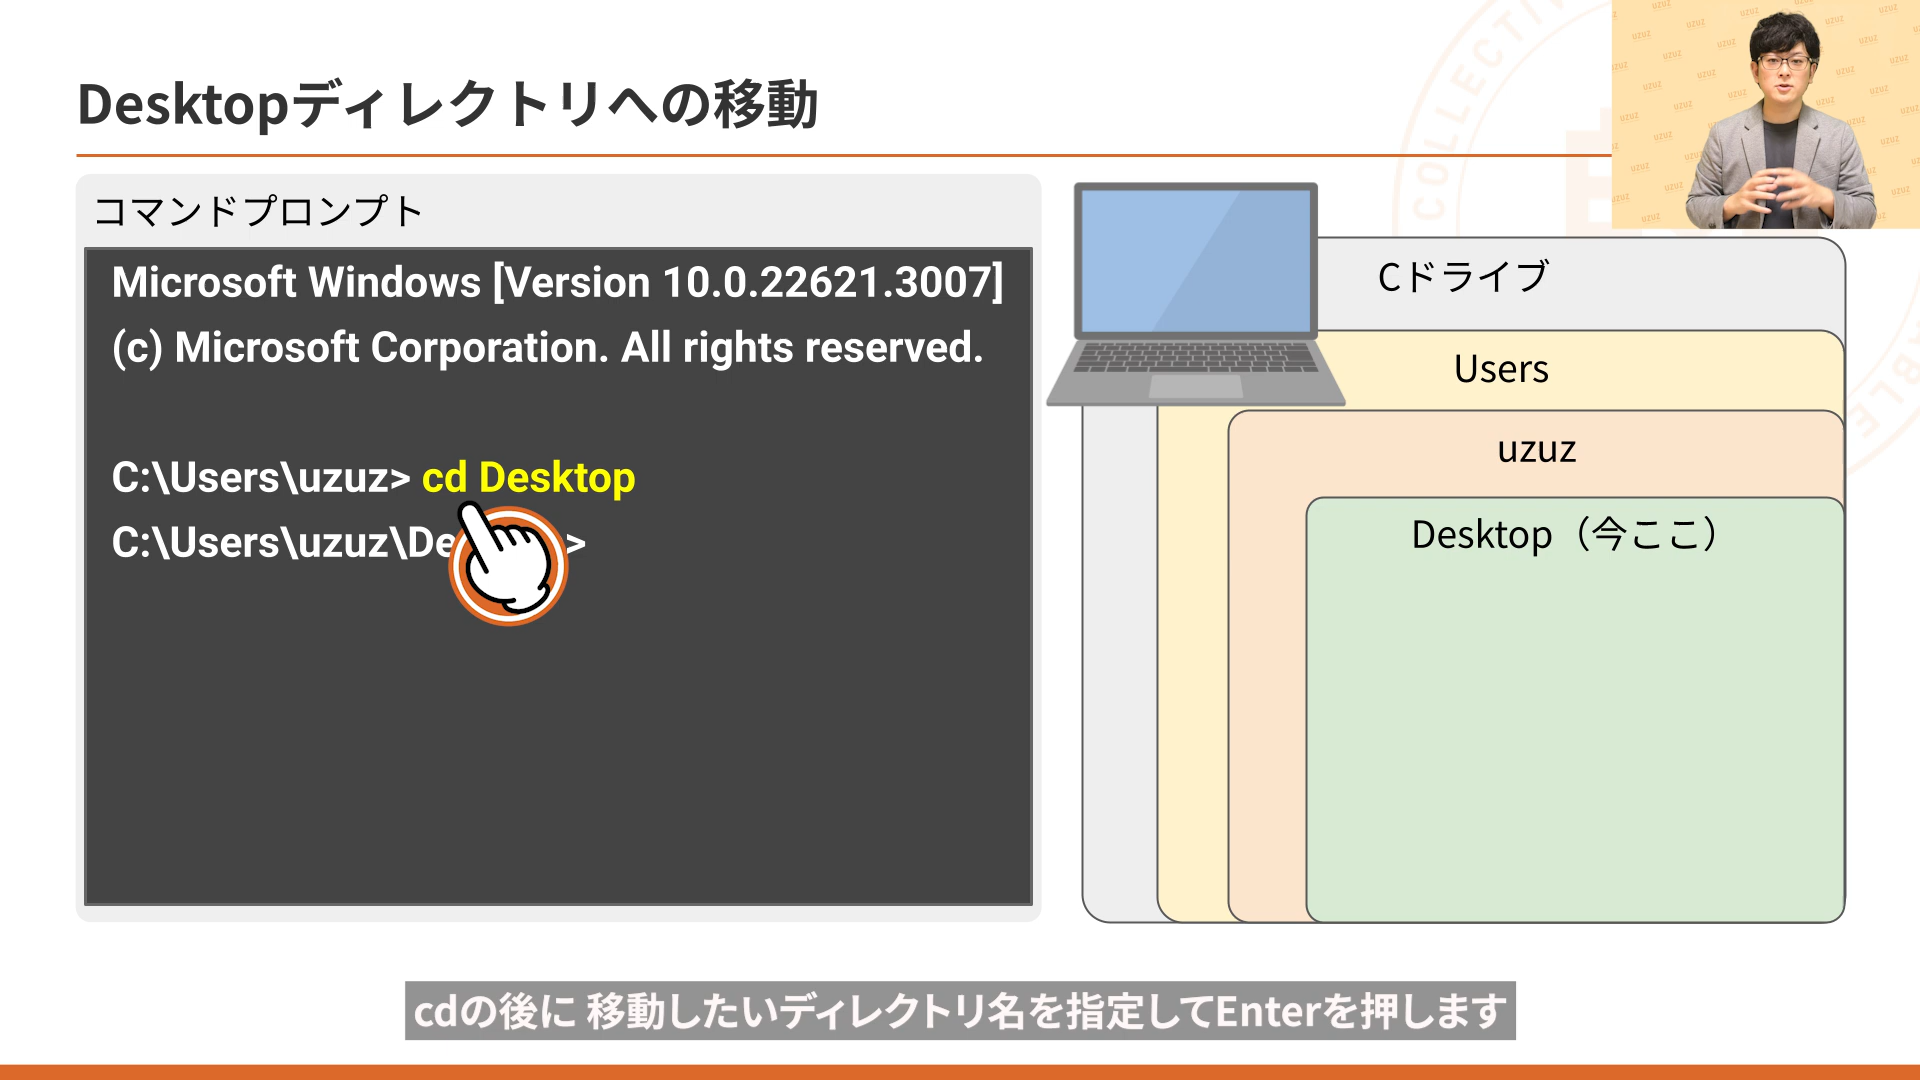 Desktopディレクトリへの移動
コマンドプロンプト
Microsoft Windows [Version 10.0.22621.3007]
(c) Microsoft Corporation. All rights reserved.
C:\Users\uzuz> cd Desktop
C:\Users\uzuz\De >
Cドライブ
Users
uzuz
Desktop（今ここ）
cdの後に 移動したいディレクトリ名を指定してEnterを押します